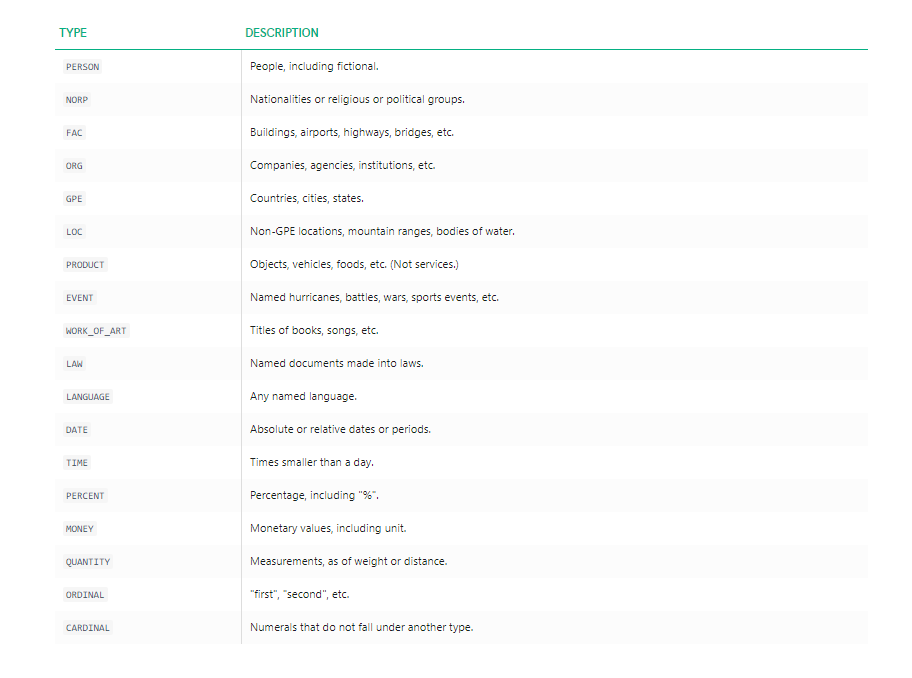 TYPE DESCRIPTION
PERSON People, including fictional.
NORP Nationalities or religious or political groups.
FAC Buildings, airports, highways, bridges, etc.
ORG Companies, agencies, institutions, etc.
GPE Countries, cities, states.
LOC Non-GPE locations, mountain ranges, bodies of water.
PRODUCT Objects, vehicles, foods, etc. (Not services.)
EVENT Named hurricanes, battles, wars, sports events, etc.
WORK_OF_ART Titles of books, songs, etc.
LAW Named documents made into laws.
LANGUAGE Any named language.
DATE Absolute or relative dates or periods.
TIME Times smaller than a day.
PERCENT Percentage, including "%".
MONEY Monetary values, including unit.
QUANTITY Measurements, as of weight or distance.
ORDINAL "first", "second", etc.
CARDINAL Numerals that do not fall under another type.